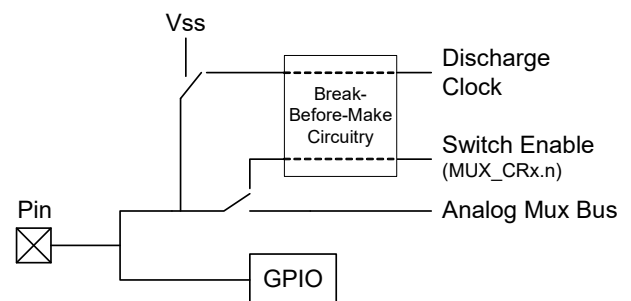 Vss
Discharge
Clock
Break-
Before-Make
Circuitry
Switch Enable
(MUX_CRx.n)
Pin
Analog Mux Bus
GPIO